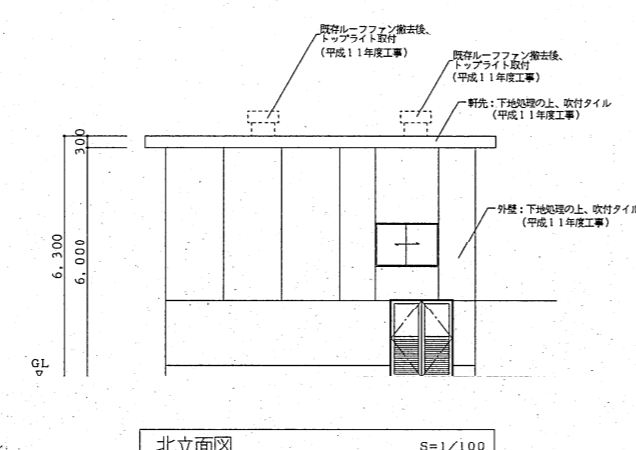 既存ルーフファン撤去後、
トップライト取付
(平成11年度工事)
既存ルーフファン撤去後、
トップライト取付
(平成11年度工事)
軒先：下地処理の上、吹付タイル
(平成11年度工事)
外壁：下地処理の上、吹付タイル
(平成11年度工事)
300
6,300
6,000
GL
北立面図 S=1/100